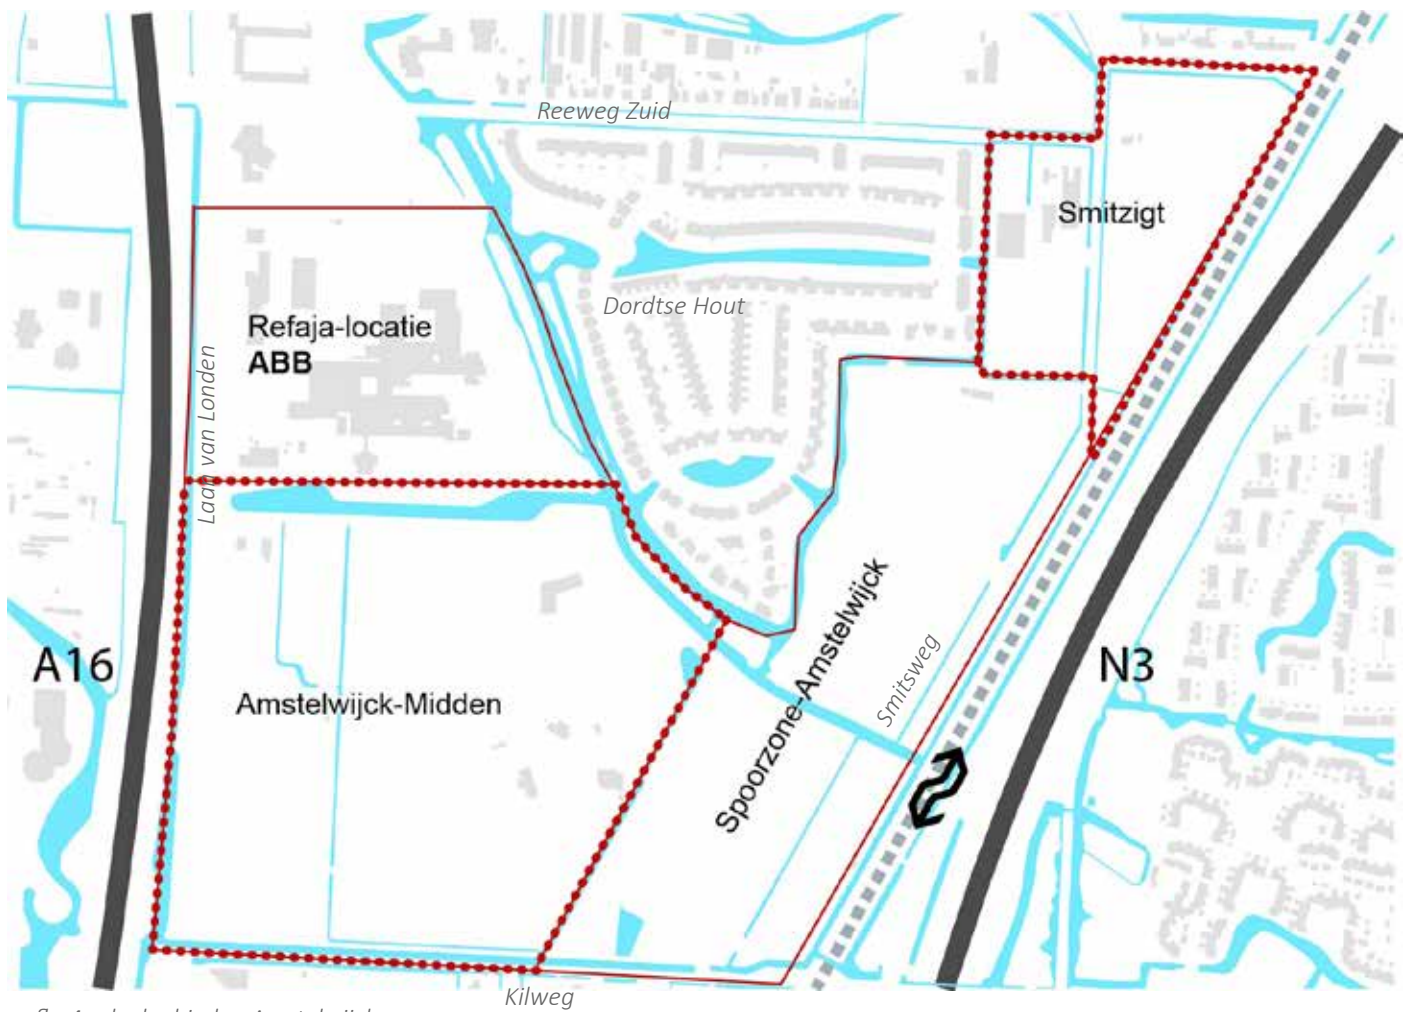 Reeweg Zuid
Smitzigt
Dordtse Hout
Refaja-locatie
ABB
Laan van Londen
Spoorzone-Amstelwijck
Smitsweg
A16
N3
Amstelwijck-Midden
Kilweg